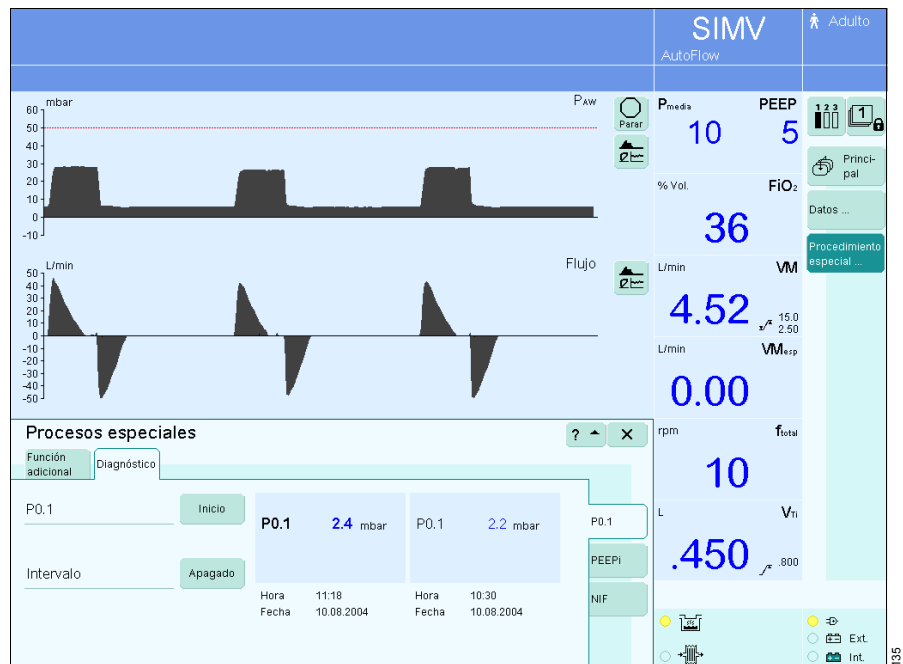 SIMV
AutoFlow
Adulto
mbar
PAW
60
50
40
30
20
10
0
-10
Parar
Pmedia
PEEP
10
5
1 2 3
1
Princi-
pal
Datos ...
Procedimiento
especial ...
% Vol.
FiO2
36
L/min
Flujo
50
40
30
20
10
0
-10
-20
-30
-40
-50
L/min
VM
4.52
15.0
2.50
L/min
VMesp
0.00
rpm
ftotal
10
L
VTi
.450
.800
Procesos especiales
?
Función
adicional
Diagnóstico
P0.1
Inicio
P0.1 2.4 mbar
P0.1 2.2 mbar
P0.1
PEEPi
NIF
Intervalo
Apagado
Hora 11:18
Fecha 10.08.2004
Hora 10:30
Fecha 10.08.2004
Ext.
Int.